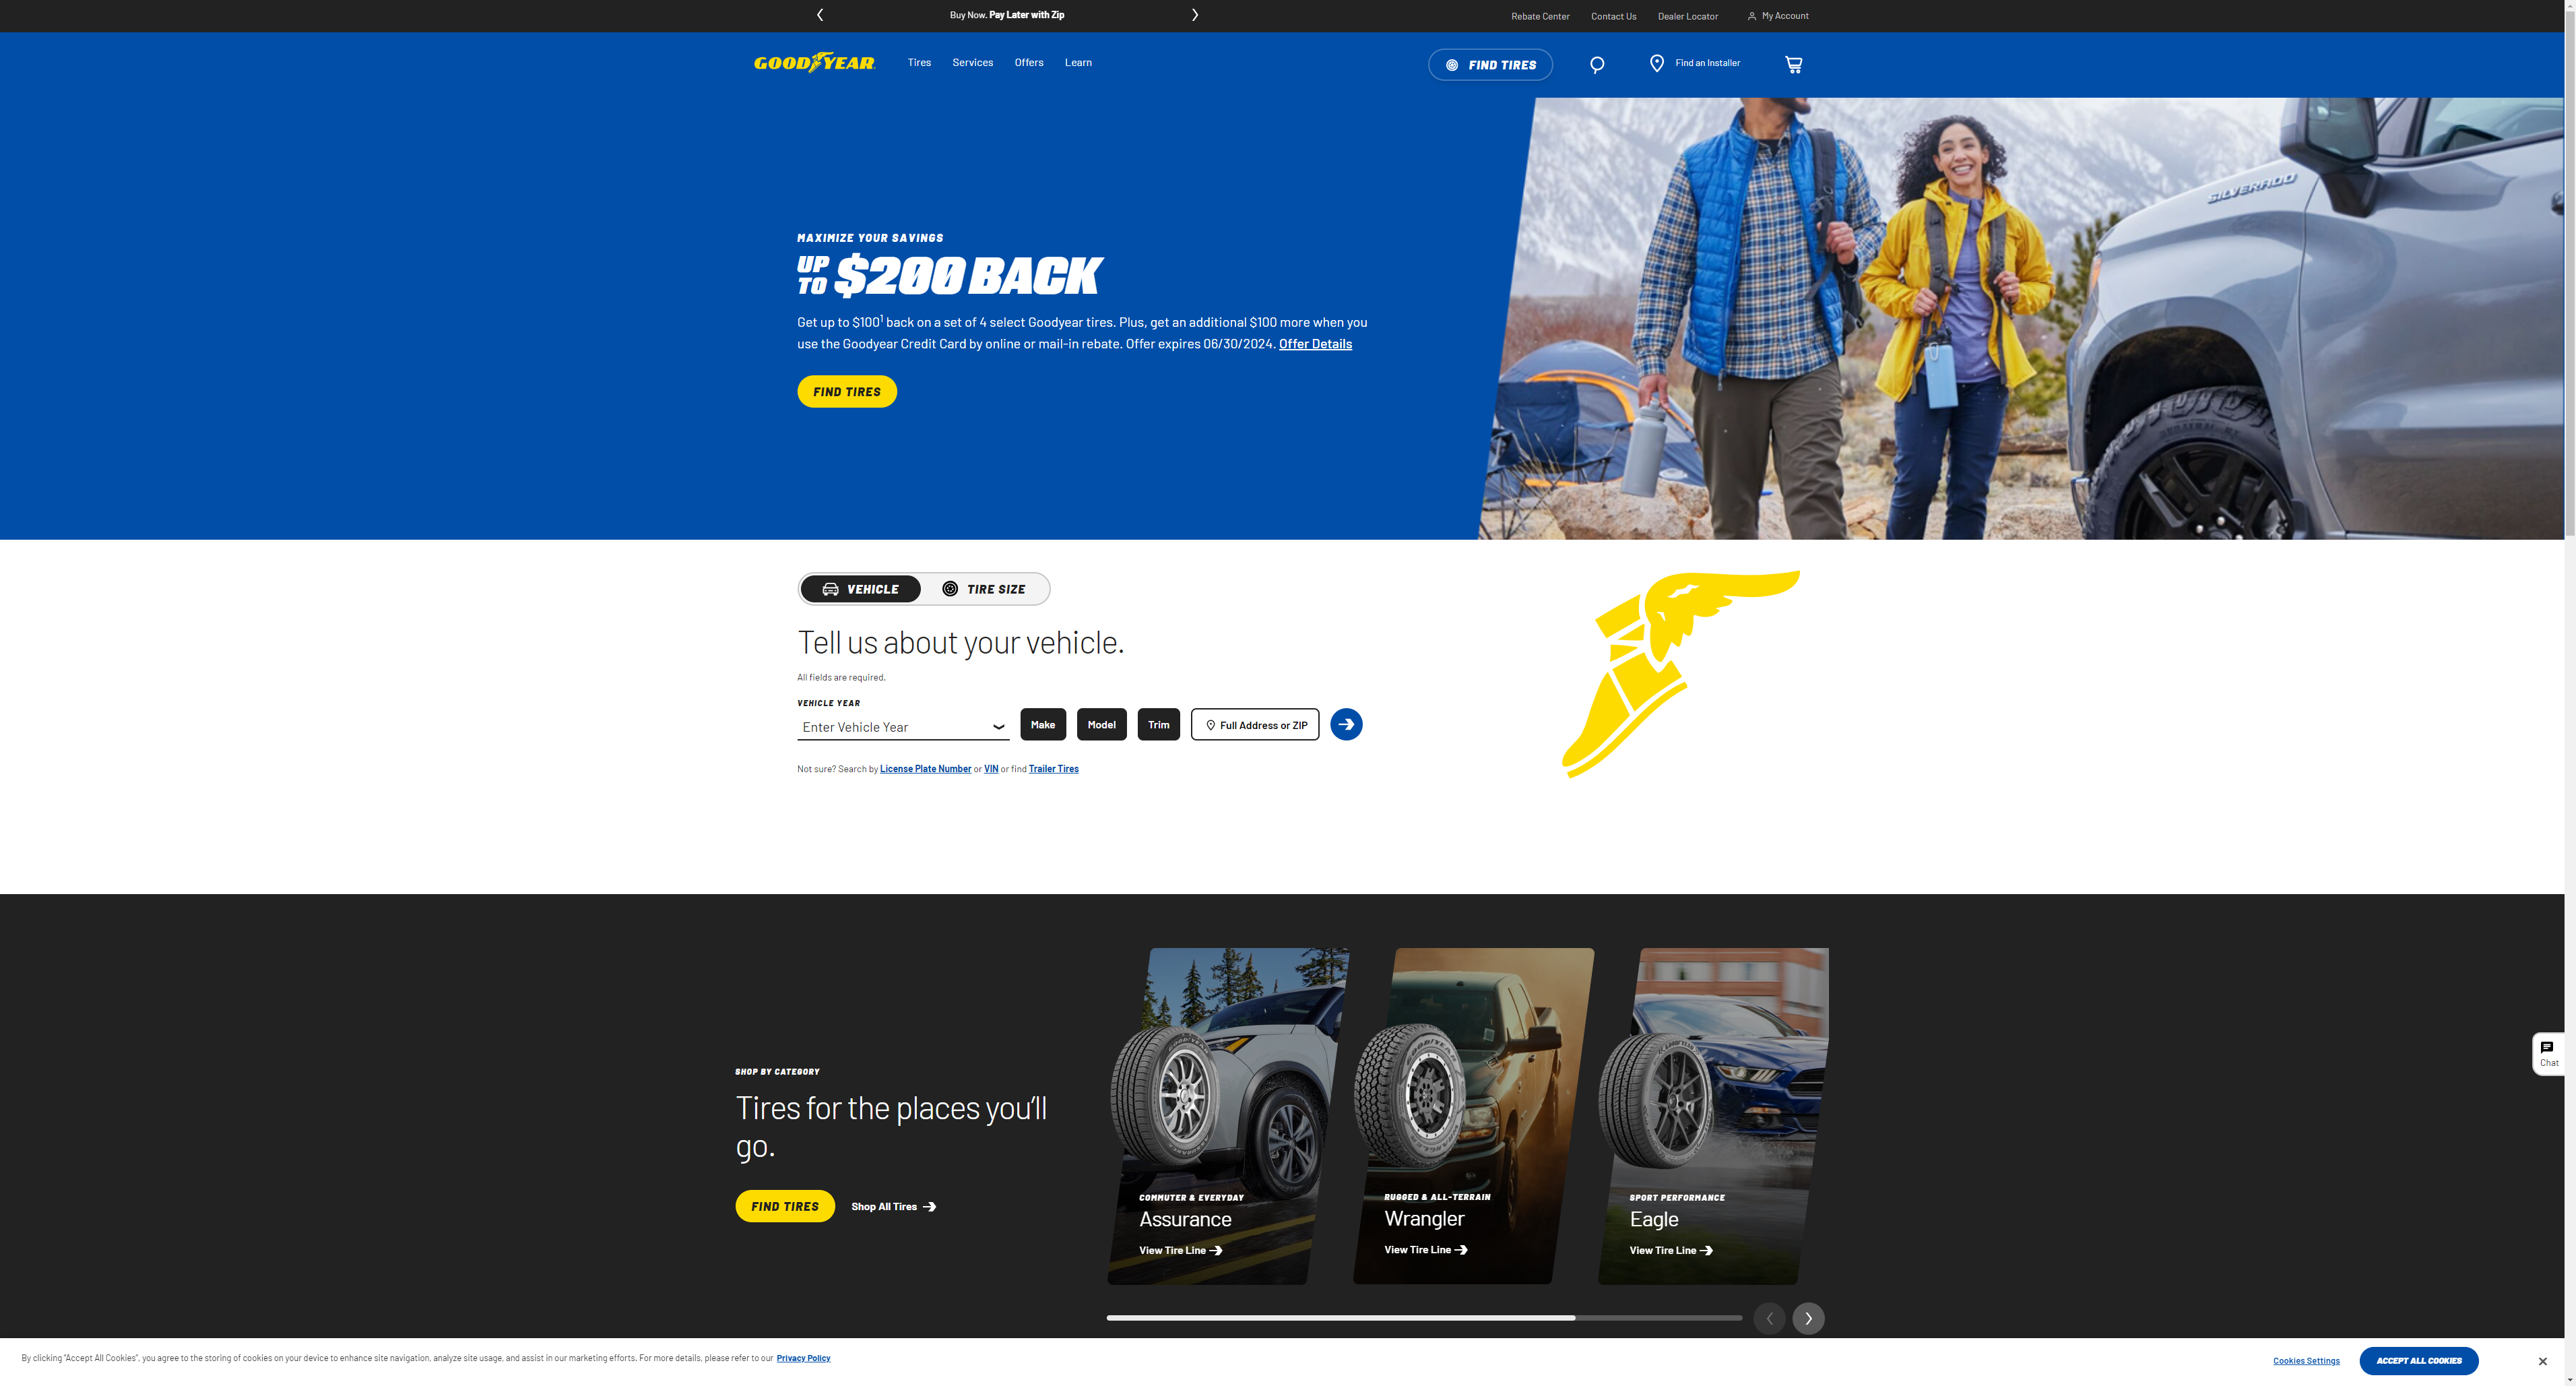 Buy Now. Pay Later with Zip
Rebate Center
Contact Us
Dealer Locator
My Account
GOODYEAR
Tires
Services
Offers
Learn
FIND TIRES
Find an Installer
SILVERADO
MAXIMIZE YOUR SAVINGS
UP TO $200 BACK
Get up to $100¹ back on a set of 4 select Goodyear tires. Plus, get an additional $100 more when you
use the Goodyear Credit Card by online or mail-in rebate. Offer expires 06/30/2024. Offer Details
FIND TIRES
VEHICLE
TIRE SIZE
Tell us about your vehicle.
All fields are required.
VEHICLE YEAR
Enter Vehicle Year
Make
Model
Trim
Full Address or ZIP
Not sure? Search by License Plate Number or VIN or find Trailer Tires
SHOP BY CATEGORY
Tires for the places you'll
go.
FIND TIRES
Shop All Tires
COMMUTER & EVERYDAY
Assurance
View Tire Line
RUGGED & ALL-TERRAIN
Wrangler
View Tire Line
SPORT PERFORMANCE
Eagle
View Tire Line
Chat
By clicking "Accept All Cookies", you agree to the storing of cookies on your device to enhance site navigation, analyze site usage, and assist in our marketing efforts. For more details, please refer to our Privacy Policy
Cookies Settings
ACCEPT ALL COOKIES